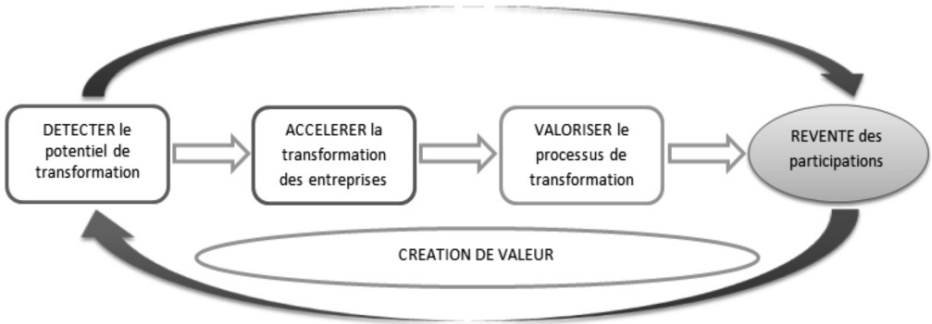 DETECTER le
potentiel de
transformation
ACCELERER la
transformation
des entreprises
VALORISER le
processus de
transformation
REVENTE des
participations
CREATION DE VALEUR